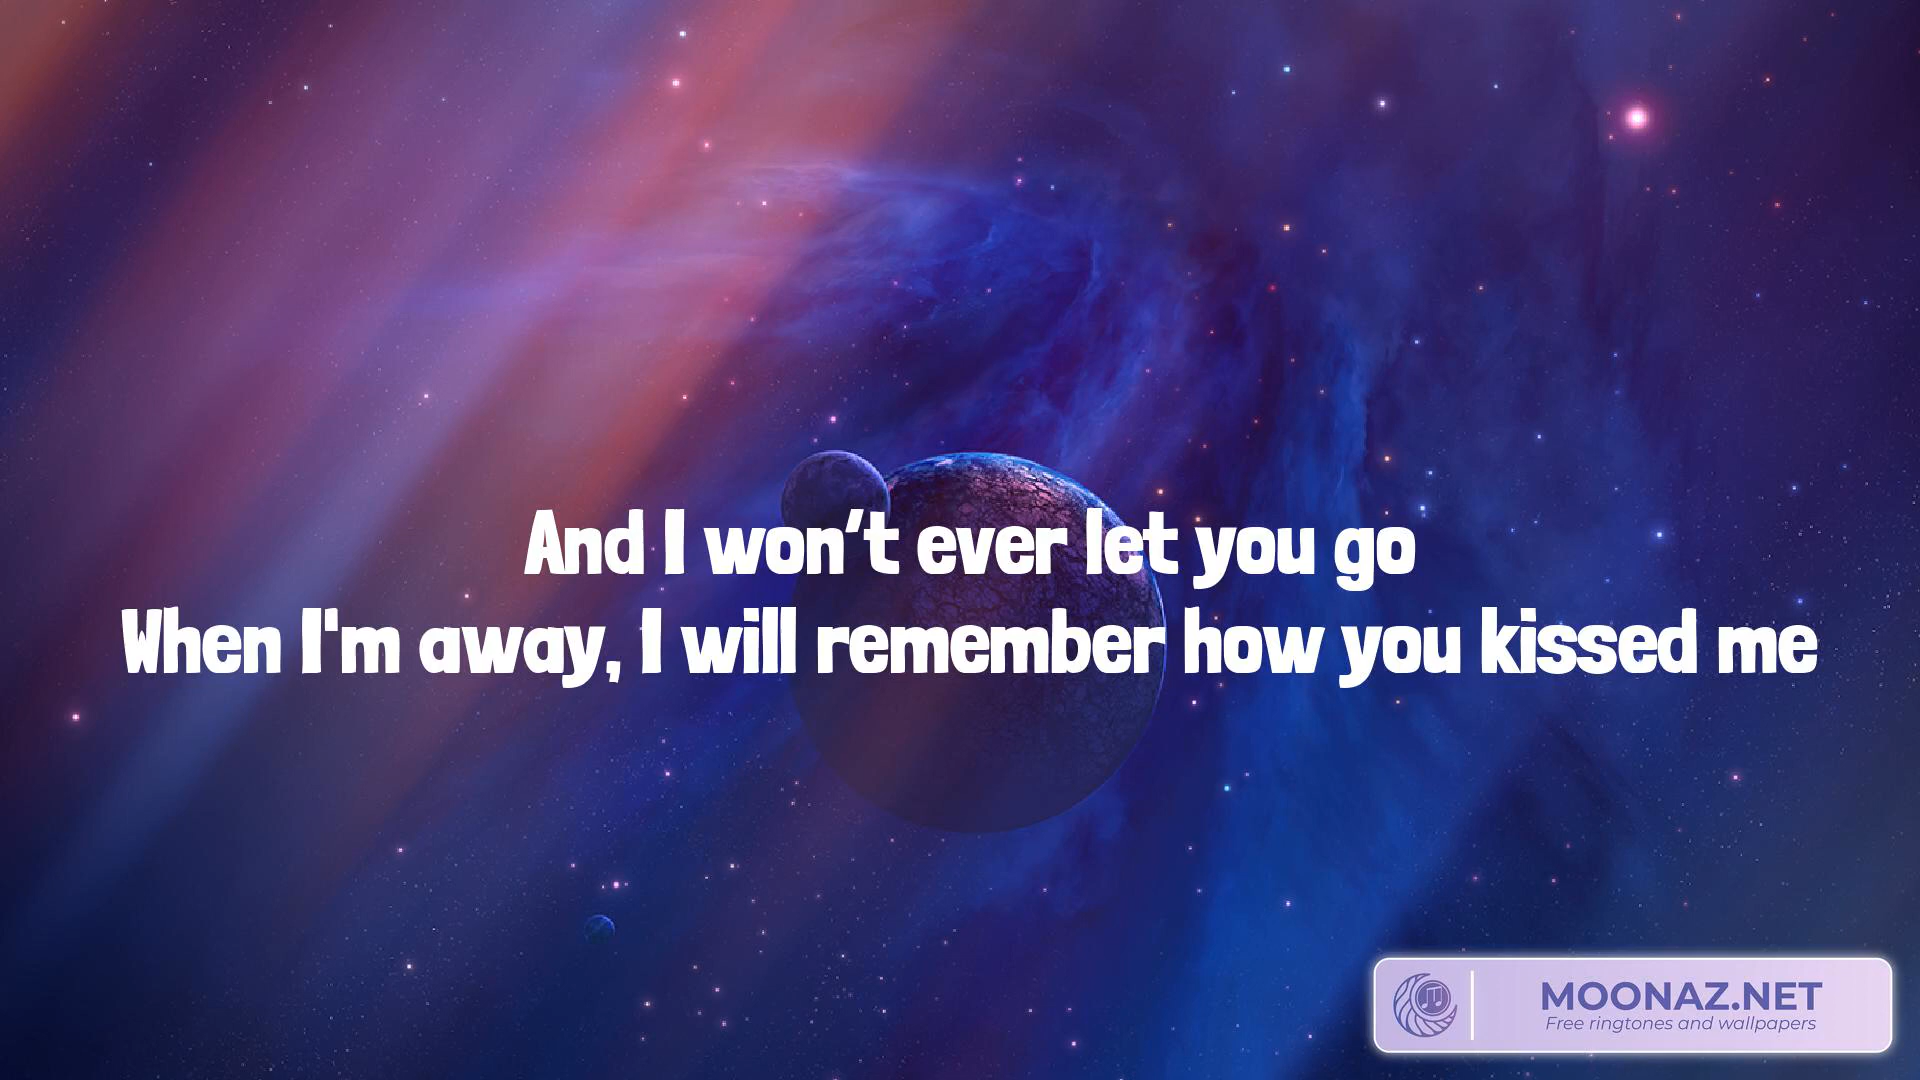 And I won’t ever let you go
When I'm away, I will remember how you kissed me
MOONAZ.NET
Free ringtones and wallpapers